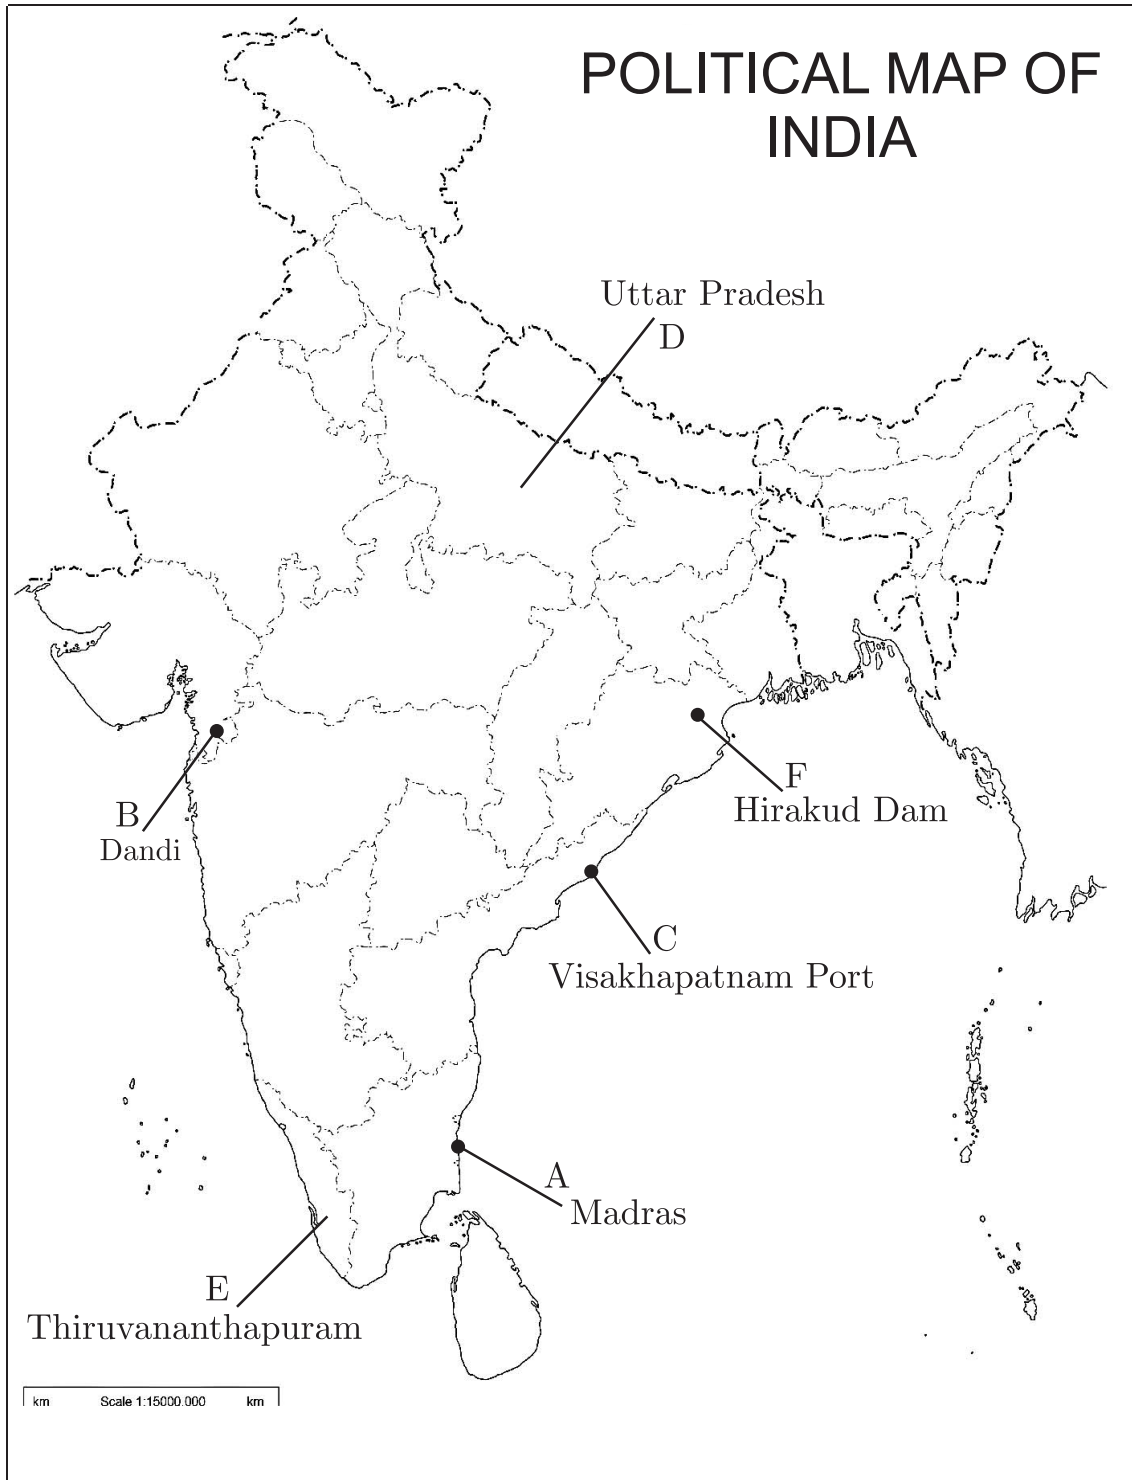 POLITICAL MAP OF
INDIA
Uttar Pradesh
D
B
Dandi
F
Hirakud Dam
C
Visakhapatnam Port
A
Madras
E
Thiruvananthapuram
km Scale 1:15000.000 km